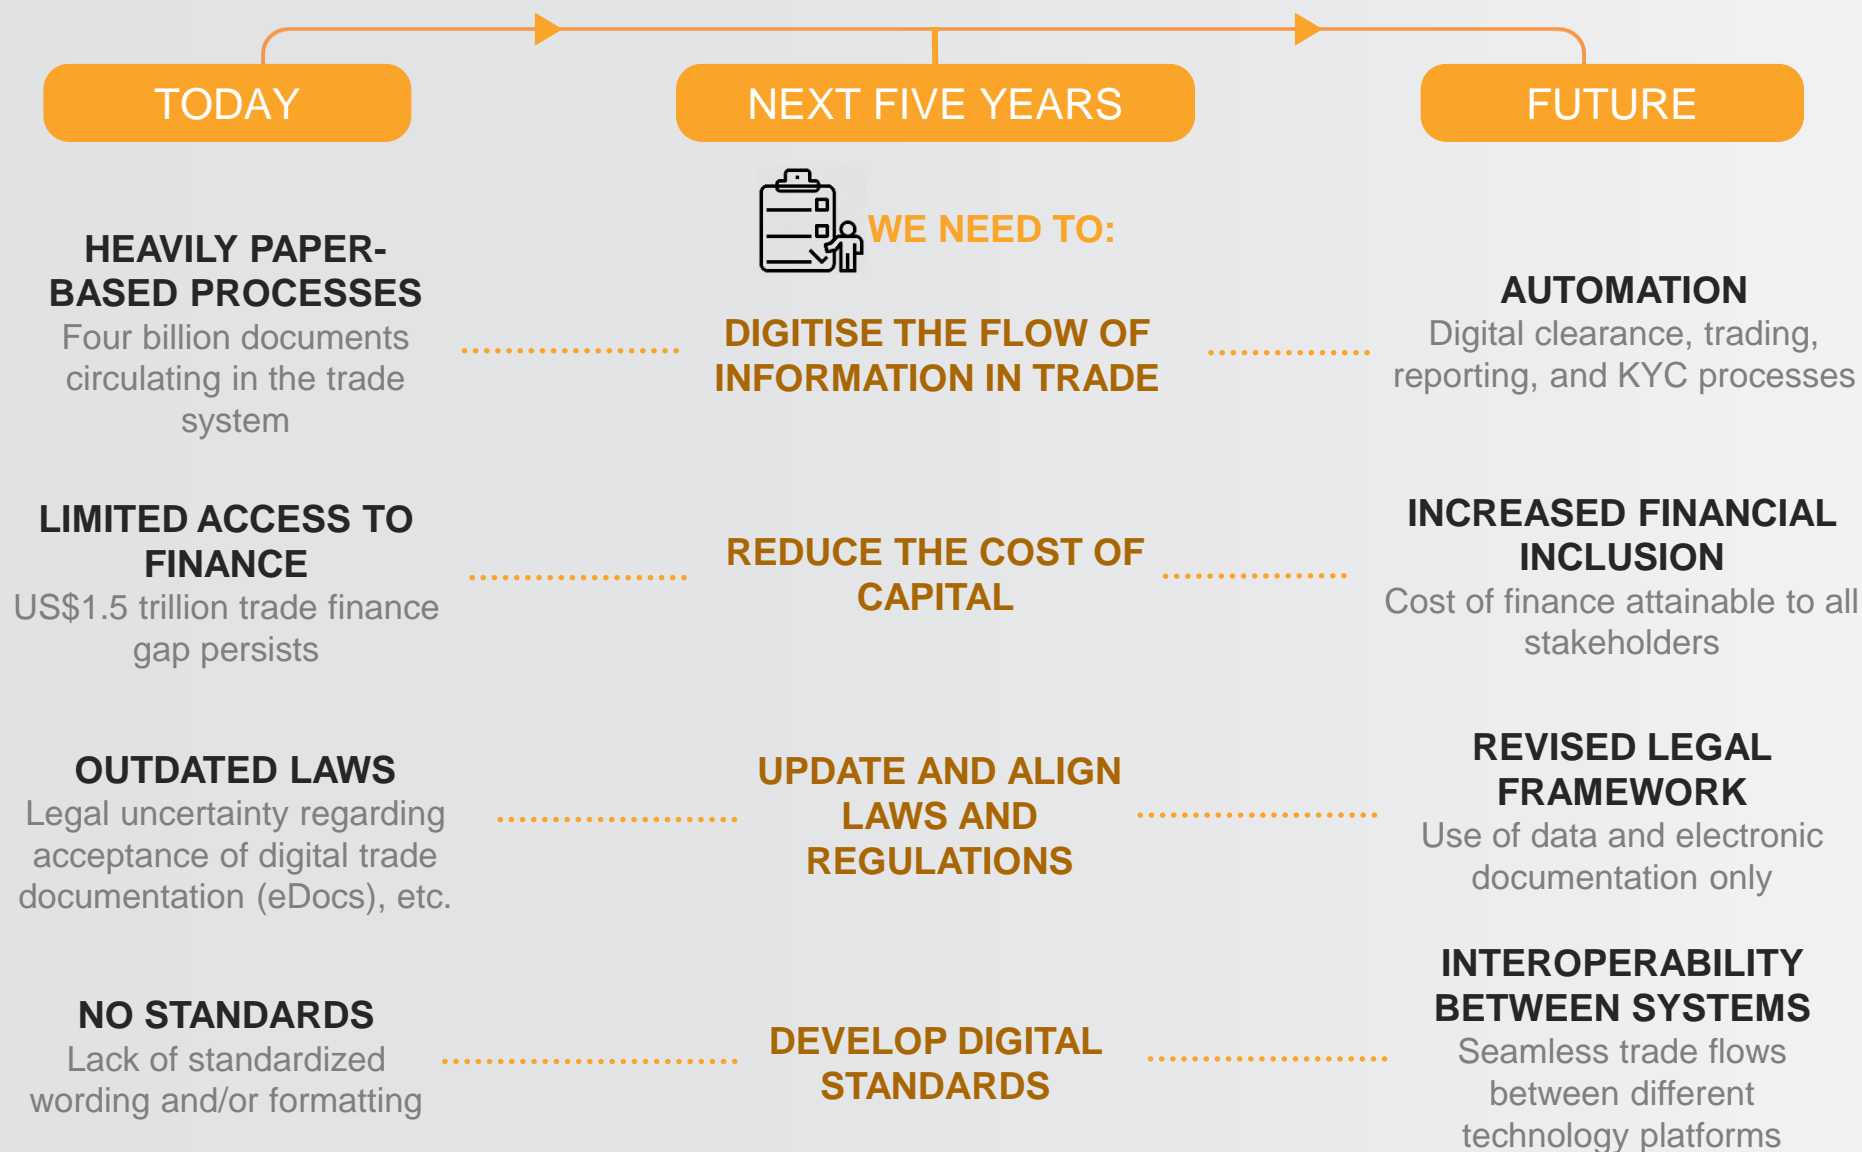 TODAY
NEXT FIVE YEARS
FUTURE
HEAVILY PAPER-
BASED PROCESSES
Four billion documents
circulating in the trade
system
WE NEED TO:
DIGITISE THE FLOW OF
INFORMATION IN TRADE
AUTOMATION
Digital clearance, trading,
reporting, and KYC processes
LIMITED ACCESS TO
FINANCE
US$1.5 trillion trade finance
gap persists
REDUCE THE COST OF
CAPITAL
INCREASED FINANCIAL
INCLUSION
Cost of finance attainable to all
stakeholders
OUTDATED LAWS
Legal uncertainty regarding
acceptance of digital trade
documentation (eDocs), etc.
UPDATE AND ALIGN
LAWS AND
REGULATIONS
REVISED LEGAL
FRAMEWORK
Use of data and electronic
documentation only
NO STANDARDS
Lack of standardized
wording and/or formatting
DEVELOP DIGITAL
STANDARDS
INTEROPERABILITY
BETWEEN SYSTEMS
Seamless trade flows
between different
technology platforms